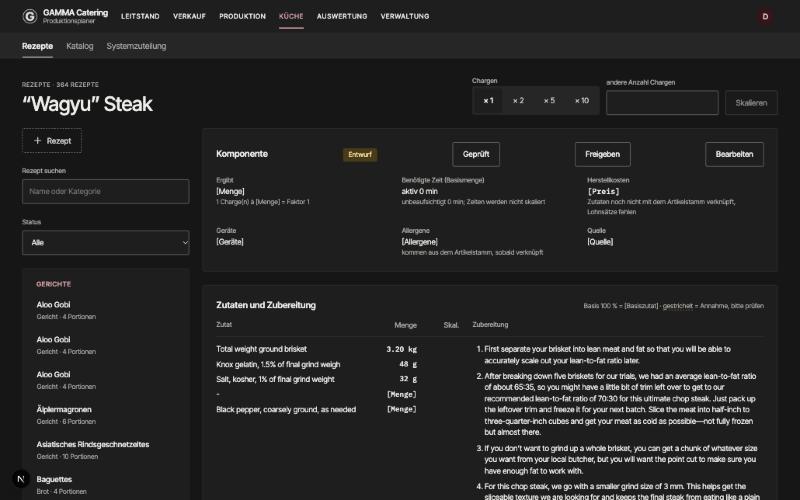 G
GAMMA Catering
Produktionsplaner
LEITSTAND
VERKAUF
PRODUKTION
KÜCHE
AUSWERTUNG
VERWALTUNG
D
Rezepte
Katalog
Systemzuteilung
REZEPTE · 364 REZEPTE
“Wagyu” Steak
Chargen
× 1
× 2
× 5
× 10
andere Anzahl Chargen
Skalieren
+ Rezept
Rezept suchen
Name oder Kategorie
Status
Alle
GERICHTE
Aloo Gobi
Gericht · 4 Portionen
Aloo Gobi
Gericht · 4 Portionen
Aloo Gobi
Gericht · 4 Portionen
Älplermagronen
Gericht · 6 Portionen
Asiatisches Rindsgeschnetzeltes
Gericht · 10 Portionen
Baguettes
Brot · 4 Portionen
N
Komponente
Entwurf
Geprüft
Freigeben
Bearbeiten
Ergibt
[Menge]
1 Charge(n) à [Menge] = Faktor 1
Benötigte Zeit (Basismenge)
aktiv 0 min
unbeaufsichtigt 0 min; Zeiten werden nicht skaliert
Herstellkosten
[Preis]
Zutaten noch nicht mit dem Artikelstamm verknüpft,
Lohnsätze fehlen
Geräte
[Geräte]
Allergene
[Allergene]
kommen aus dem Artikelstamm, sobald verknüpft
Quelle
[Quelle]
Zutaten und Zubereitung
Basis 100 % = [Basiszutat] · gestrichelt = Annahme, bitte prüfen
Zutat
Menge
Skal.
Zubereitung
Total weight ground brisket
3.20 kg
Knox gelatin, 1.5% of final grind weigh
48 g
Salt, kosher, 1% of final grind weight
32 g
-
[Menge]
Black pepper, coarsely ground, as needed
[Menge]
1. First separate your brisket into lean meat and fat so that you will be able to
accurately scale out your lean-to-fat ratio later.
2. After breaking down five briskets for our trials, we had an average lean-to-fat ratio
of about 65:35, so you might have a little bit of trim left over to get to our
recommended lean-to-fat ratio of 70:30 for this ultimate chop steak. Just pack up
the leftover trim and freeze it for your next batch. Slice the meat into half-inch to
three-quarter-inch cubes and get your meat as cold as possible—not fully frozen
but almost there.
3. If you don’t want to grind up a whole brisket, you can get a chunk of whatever size
you want from your local butcher, but you will want the point cut to make sure you
have enough fat to work with.
4. For this chop steak, we go with a smaller grind size of 3 mm. This helps get the
sliceable texture we are looking for and keeps the final steak from eating like a plain